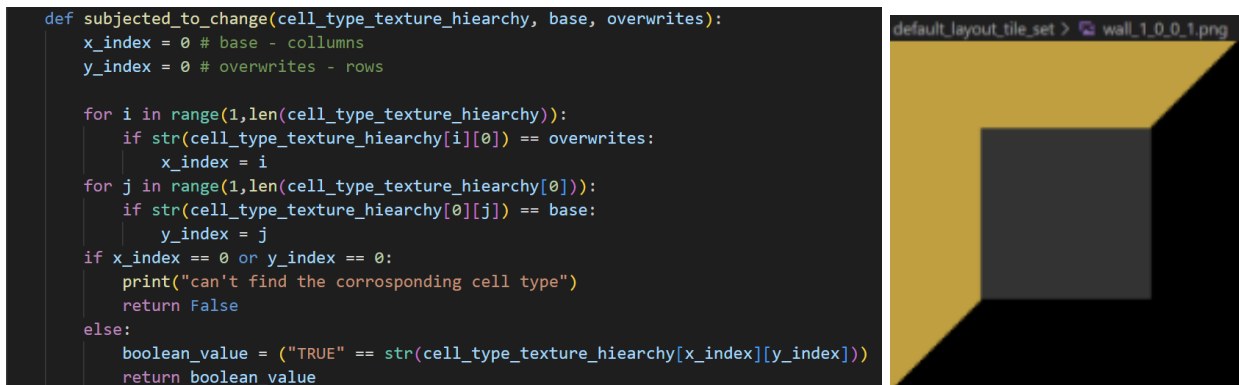 def subjected_to_change(cell_type_texture_hiearchy, base, overwrites):
x_index = 0 # base - collumns
y_index = 0 # overwrites - rows
for i in range(1,len(cell_type_texture_hiearchy)):
if str(cell_type_texture_hiearchy[i][0]) == overwrites:
x_index = i
for j in range(1,len(cell_type_texture_hiearchy[0])):
if str(cell_type_texture_hiearchy[0][j]) == base:
y_index = j
if x_index == 0 or y_index == 0:
print("can't find the corrosponding cell type")
return False
else:
boolean_value = ("TRUE" == str(cell_type_texture_hiearchy[x_index][y_index]))
return boolean_value
default_layout_tile_set > wall_1_0_0_1.png